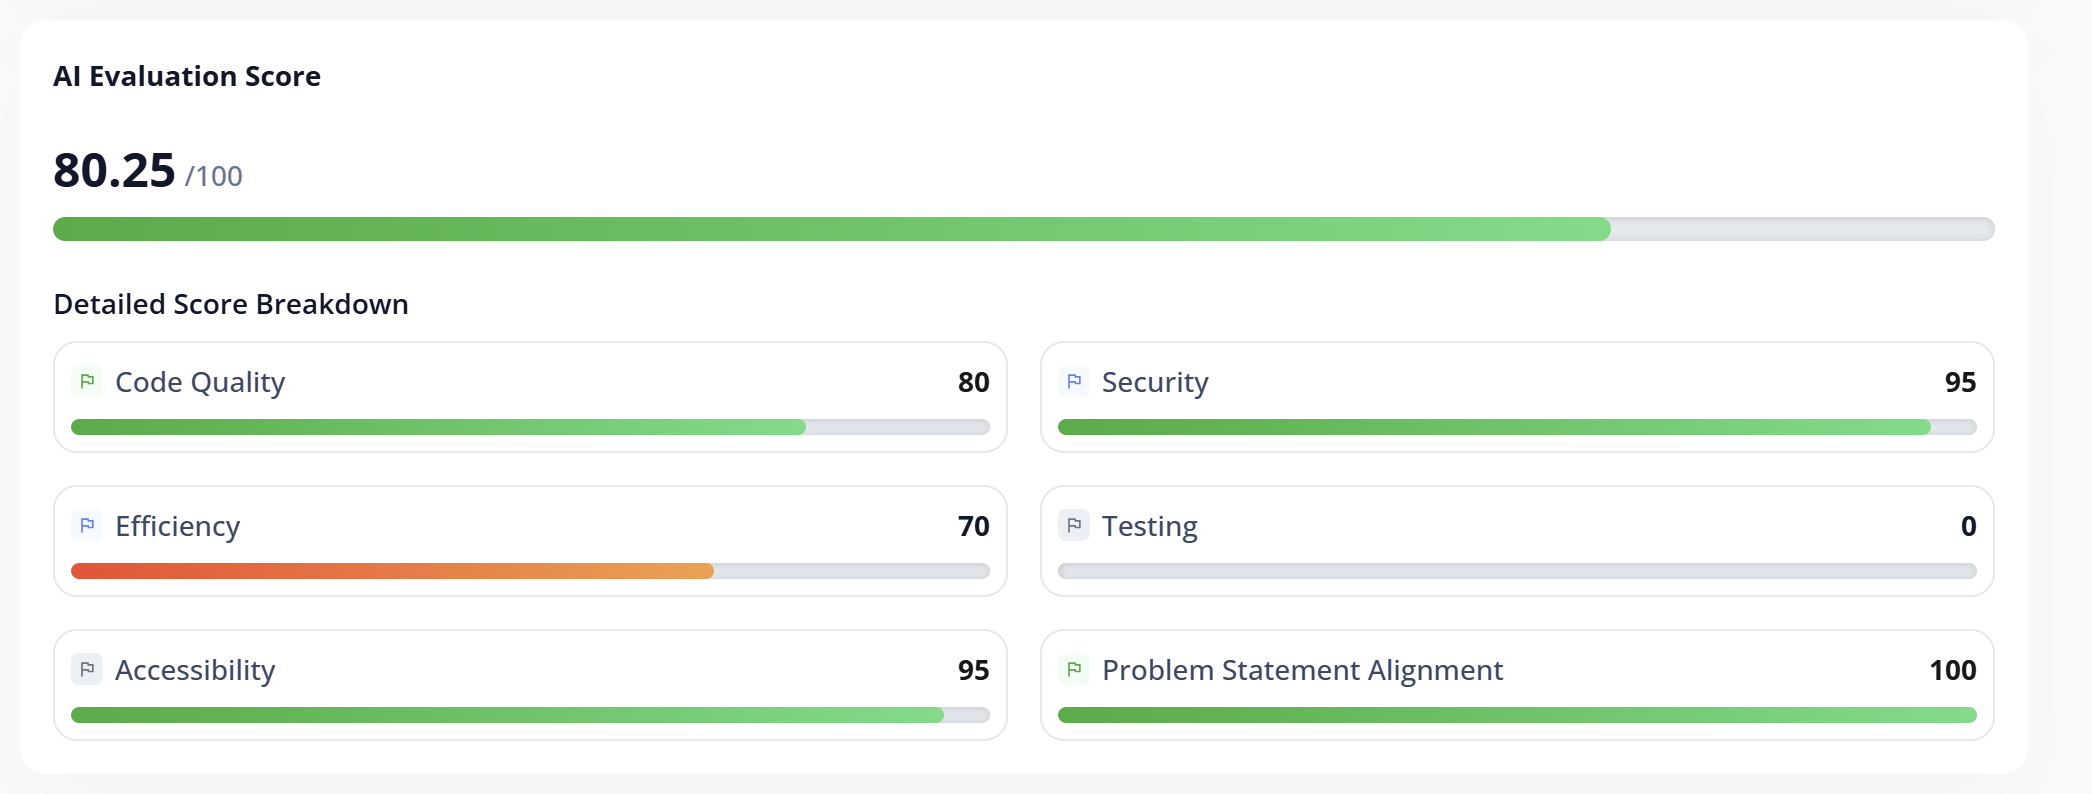 AI Evaluation Score
80.25 /100
Detailed Score Breakdown
Code Quality 80
Security 95
Efficiency 70
Testing 0
Accessibility 95
Problem Statement Alignment 100